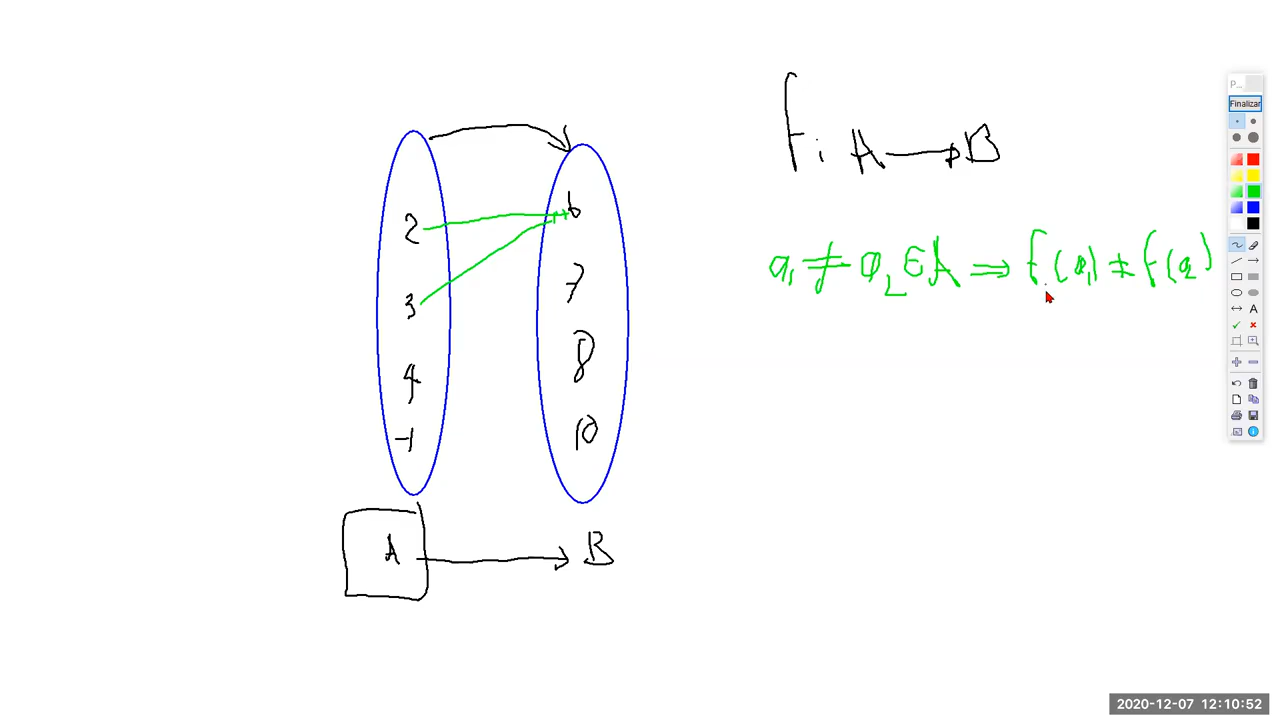 f: A → B
a₁ ≠ a₂ ∈ A ⇒ f(a₁) ≠ f(a₂)
2 6
3 7
4 8
-1 10
A → B
P...
Finalizar
A
2020-12-07 12:10:52